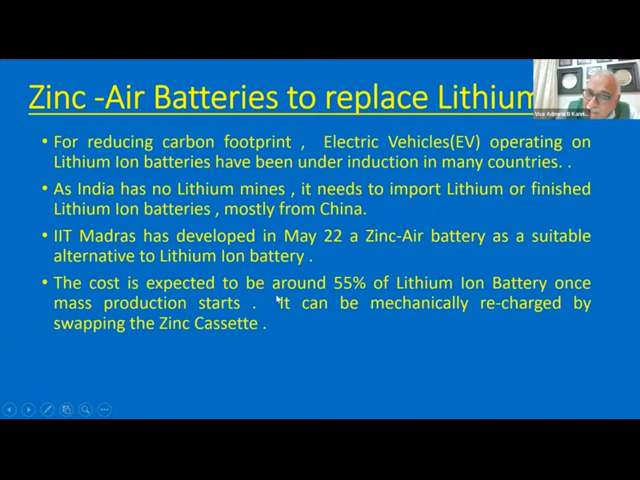 Zinc -Air Batteries to replace Lithium
Vice Admiral B Kann...
• For reducing carbon footprint , Electric Vehicles(EV) operating on
Lithium Ion batteries have been under induction in many countries. .
• As India has no Lithium mines , it needs to import Lithium or finished
Lithium Ion batteries , mostly from China.
• IIT Madras has developed in May 22 a Zinc-Air battery as a suitable
alternative to Lithium Ion battery .
• The cost is expected to be around 55% of Lithium Ion Battery once
mass production starts . It can be mechanically re-charged by
swapping the Zinc Cassette .